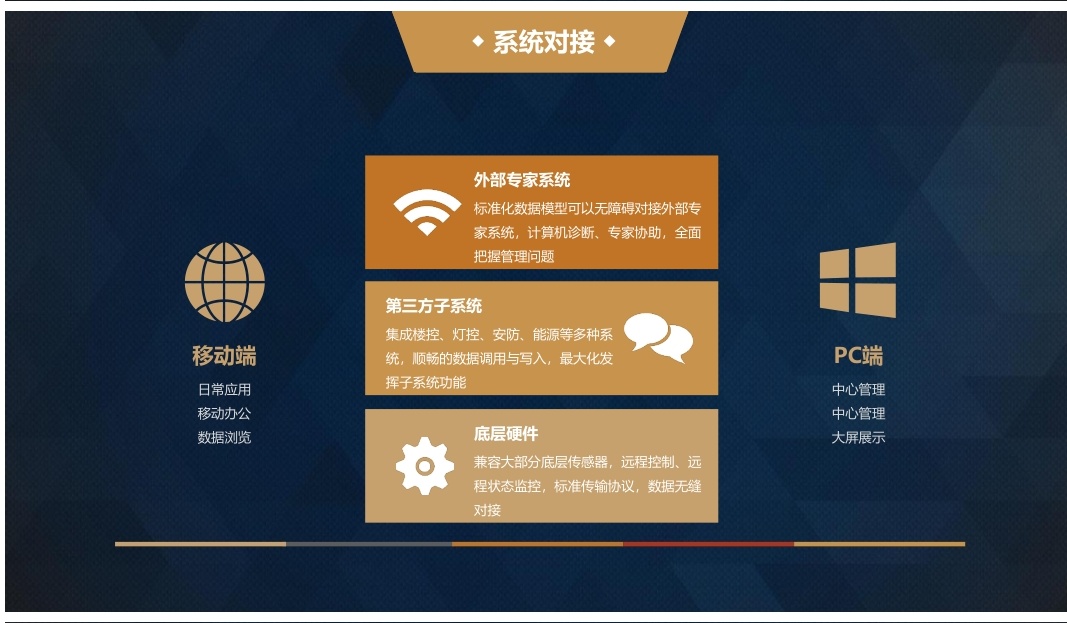 系统对接
外部专家系统
标准化数据模型可以无障碍对接外部专
家系统，计算机诊断、专家协助，全面
把握管理问题
第三方子系统
集成楼控、灯控、安防、能源等多种系
统，顺畅的数据调用与写入，最大化发
挥子系统功能
底层硬件
兼容大部分底层传感器，远程控制、远
程状态监控，标准传输协议，数据无缝
对接
移动端
日常应用
移动办公
数据浏览
PC端
中心管理
中心管理
大屏展示